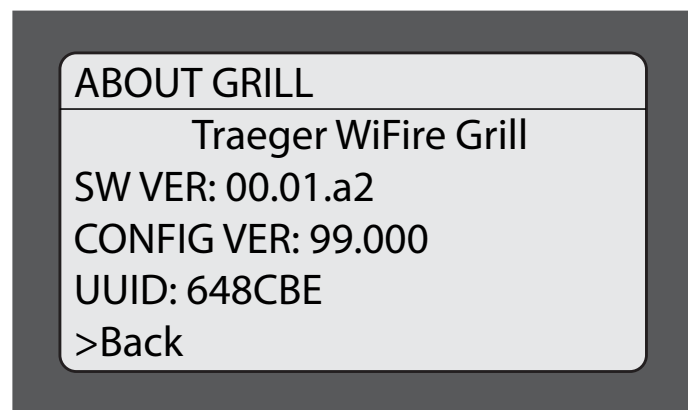 ABOUT GRILL
Traeger WiFire Grill
SW VER: 00.01.a2
CONFIG VER: 99.000
UUID: 648CBE
>Back